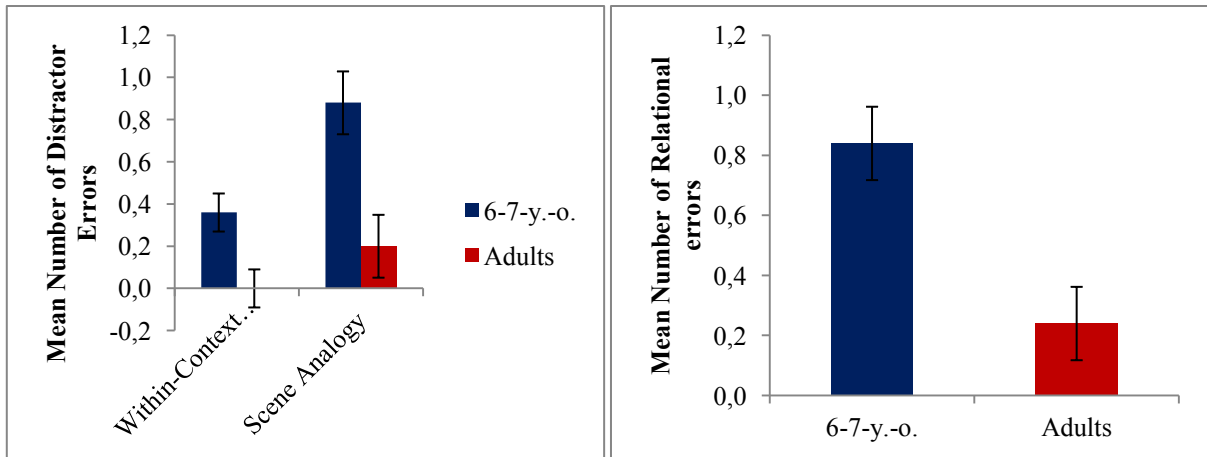 Mean Number of Distractor
Errors
1,2
1,0
0,8
0,6
0,4
0,2
0,0
-0,2
Within-Context…
Scene Analogy
6-7-y.-o.
Adults
Mean Number of Relational
errors
1,2
1,0
0,8
0,6
0,4
0,2
0,0
6-7-y.-o.
Adults